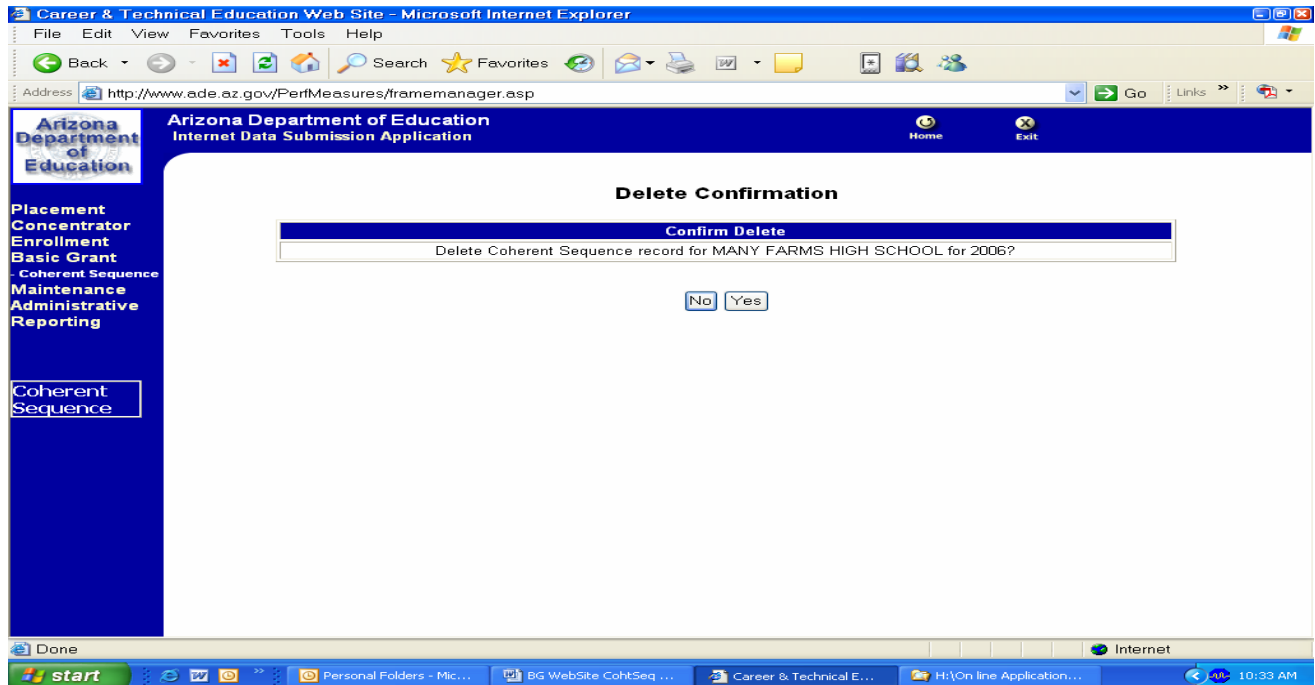 Career & Technical Education Web Site - Microsoft Internet Explorer
File Edit View Favorites Tools Help
Back Search Favorites
Address http://www.ade.az.gov/PerfMeasures/framemanager.asp Go Links »
Arizona
Department
of
Education
Arizona Department of Education
Internet Data Submission Application
Home Exit
Placement
Concentrator
Enrollment
Basic Grant
- Coherent Sequence
Maintenance
Administrative
Reporting
Coherent
Sequence
Delete Confirmation
Confirm Delete
Delete Coherent Sequence record for MANY FARMS HIGH SCHOOL for 2006?
No Yes
Done Internet
start » Personal Folders - Mic... BG WebSite CohtSeq ... Career & Technical E... H:\On line Application... 10:33 AM